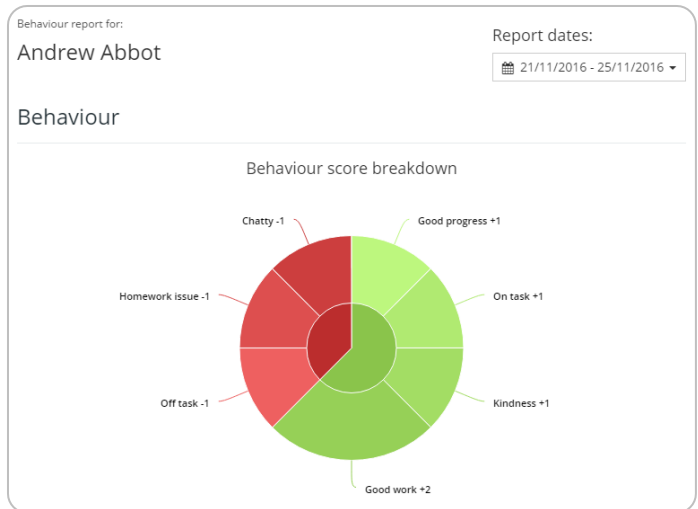 Behaviour report for:
Andrew Abbot
Report dates:
21/11/2016 - 25/11/2016
Behaviour
Behaviour score breakdown
Chatty -1
Good progress +1
Homework issue -1
On task +1
Off task -1
Kindness +1
Good work +2